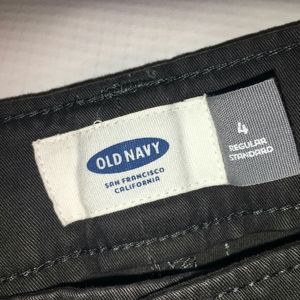 OLD NAVY
SAN FRANCISCO
CALIFORNIA
4
REGULAR
STANDARD